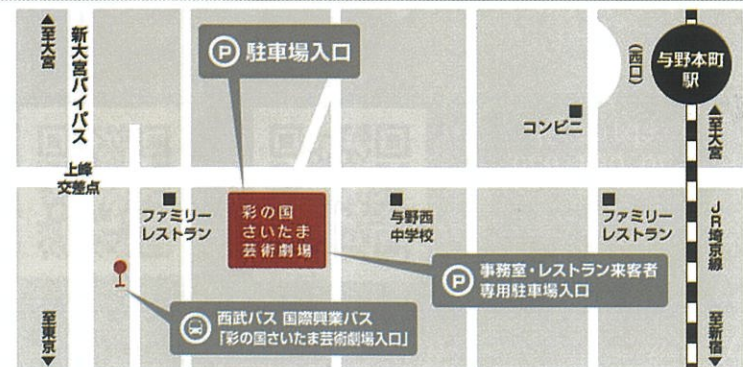 ▲至大宮
新大宮バイパス
上峰
交差点
至東京▼
P 駐車場入口
コンビニ
(西口)
与野本町
駅
▲至大宮
JR埼京線
至新宿▼
ファミリー
レストラン
彩の国
さいたま
芸術劇場
与野西
中学校
ファミリー
レストラン
P 事務室・レストラン来客者
専用駐車場入口
西武バス 国際興業バス
「彩の国さいたま芸術劇場入口」